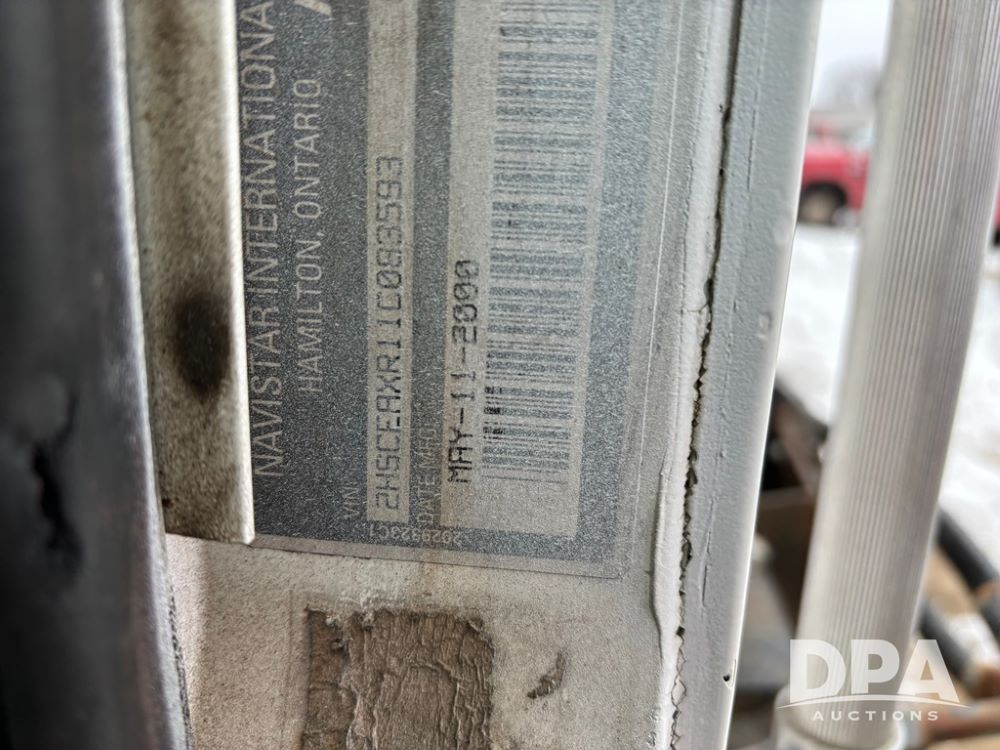 NAVISTAR INTERNATIONA
HAMILTON, ONTARIO
VIN
2HSCEAXR11C083593
DATE MFD
MAY-11-2000
DPA
AUCTIONS